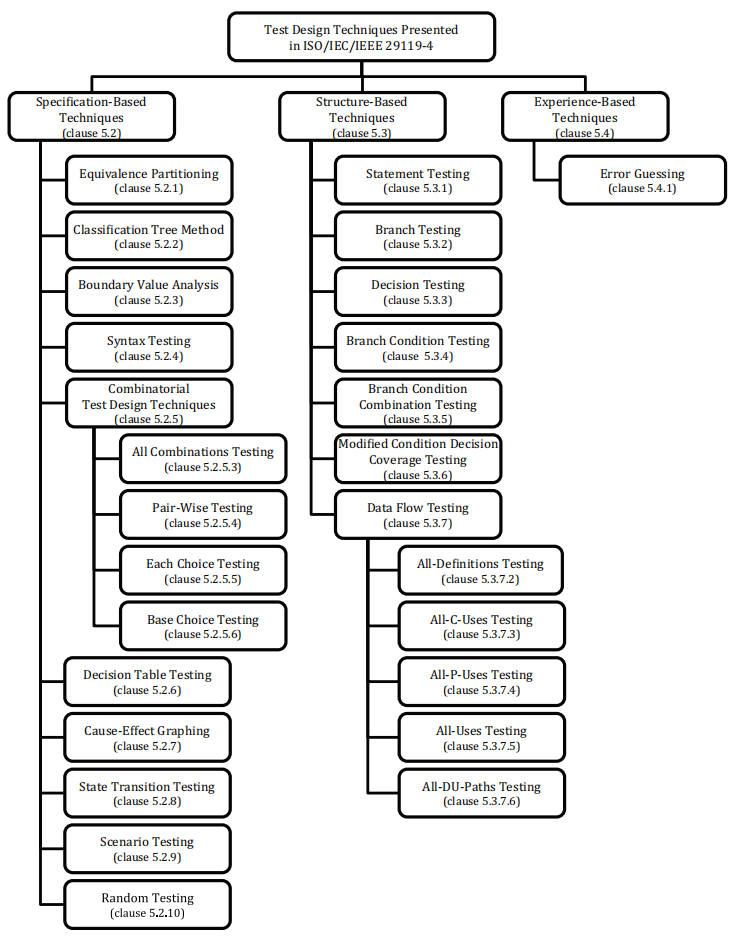 Test Design Techniques Presented
in ISO/IEC/IEEE 29119-4
Specification-Based
Techniques
(clause 5.2)
Equivalence Partitioning
(clause 5.2.1)
Classification Tree Method
(clause 5.2.2)
Boundary Value Analysis
(clause 5.2.3)
Syntax Testing
(clause 5.2.4)
Combinatorial
Test Design Techniques
(clause 5.2.5)
All Combinations Testing
(clause 5.2.5.3)
Pair-Wise Testing
(clause 5.2.5.4)
Each Choice Testing
(clause 5.2.5.5)
Base Choice Testing
(clause 5.2.5.6)
Decision Table Testing
(clause 5.2.6)
Cause-Effect Graphing
(clause 5.2.7)
State Transition Testing
(clause 5.2.8)
Scenario Testing
(clause 5.2.9)
Random Testing
(clause 5.2.10)
Structure-Based
Techniques
(clause 5.3)
Statement Testing
(clause 5.3.1)
Branch Testing
(clause 5.3.2)
Decision Testing
(clause 5.3.3)
Branch Condition Testing
(clause 5.3.4)
Branch Condition
Combination Testing
(clause 5.3.5)
Modified Condition Decision
Coverage Testing
(clause 5.3.6)
Data Flow Testing
(clause 5.3.7)
All-Definitions Testing
(clause 5.3.7.2)
All-C-Uses Testing
(clause 5.3.7.3)
All-P-Uses Testing
(clause 5.3.7.4)
All-Uses Testing
(clause 5.3.7.5)
All-DU-Paths Testing
(clause 5.3.7.6)
Experience-Based
Techniques
(clause 5.4)
Error Guessing
(clause 5.4.1)